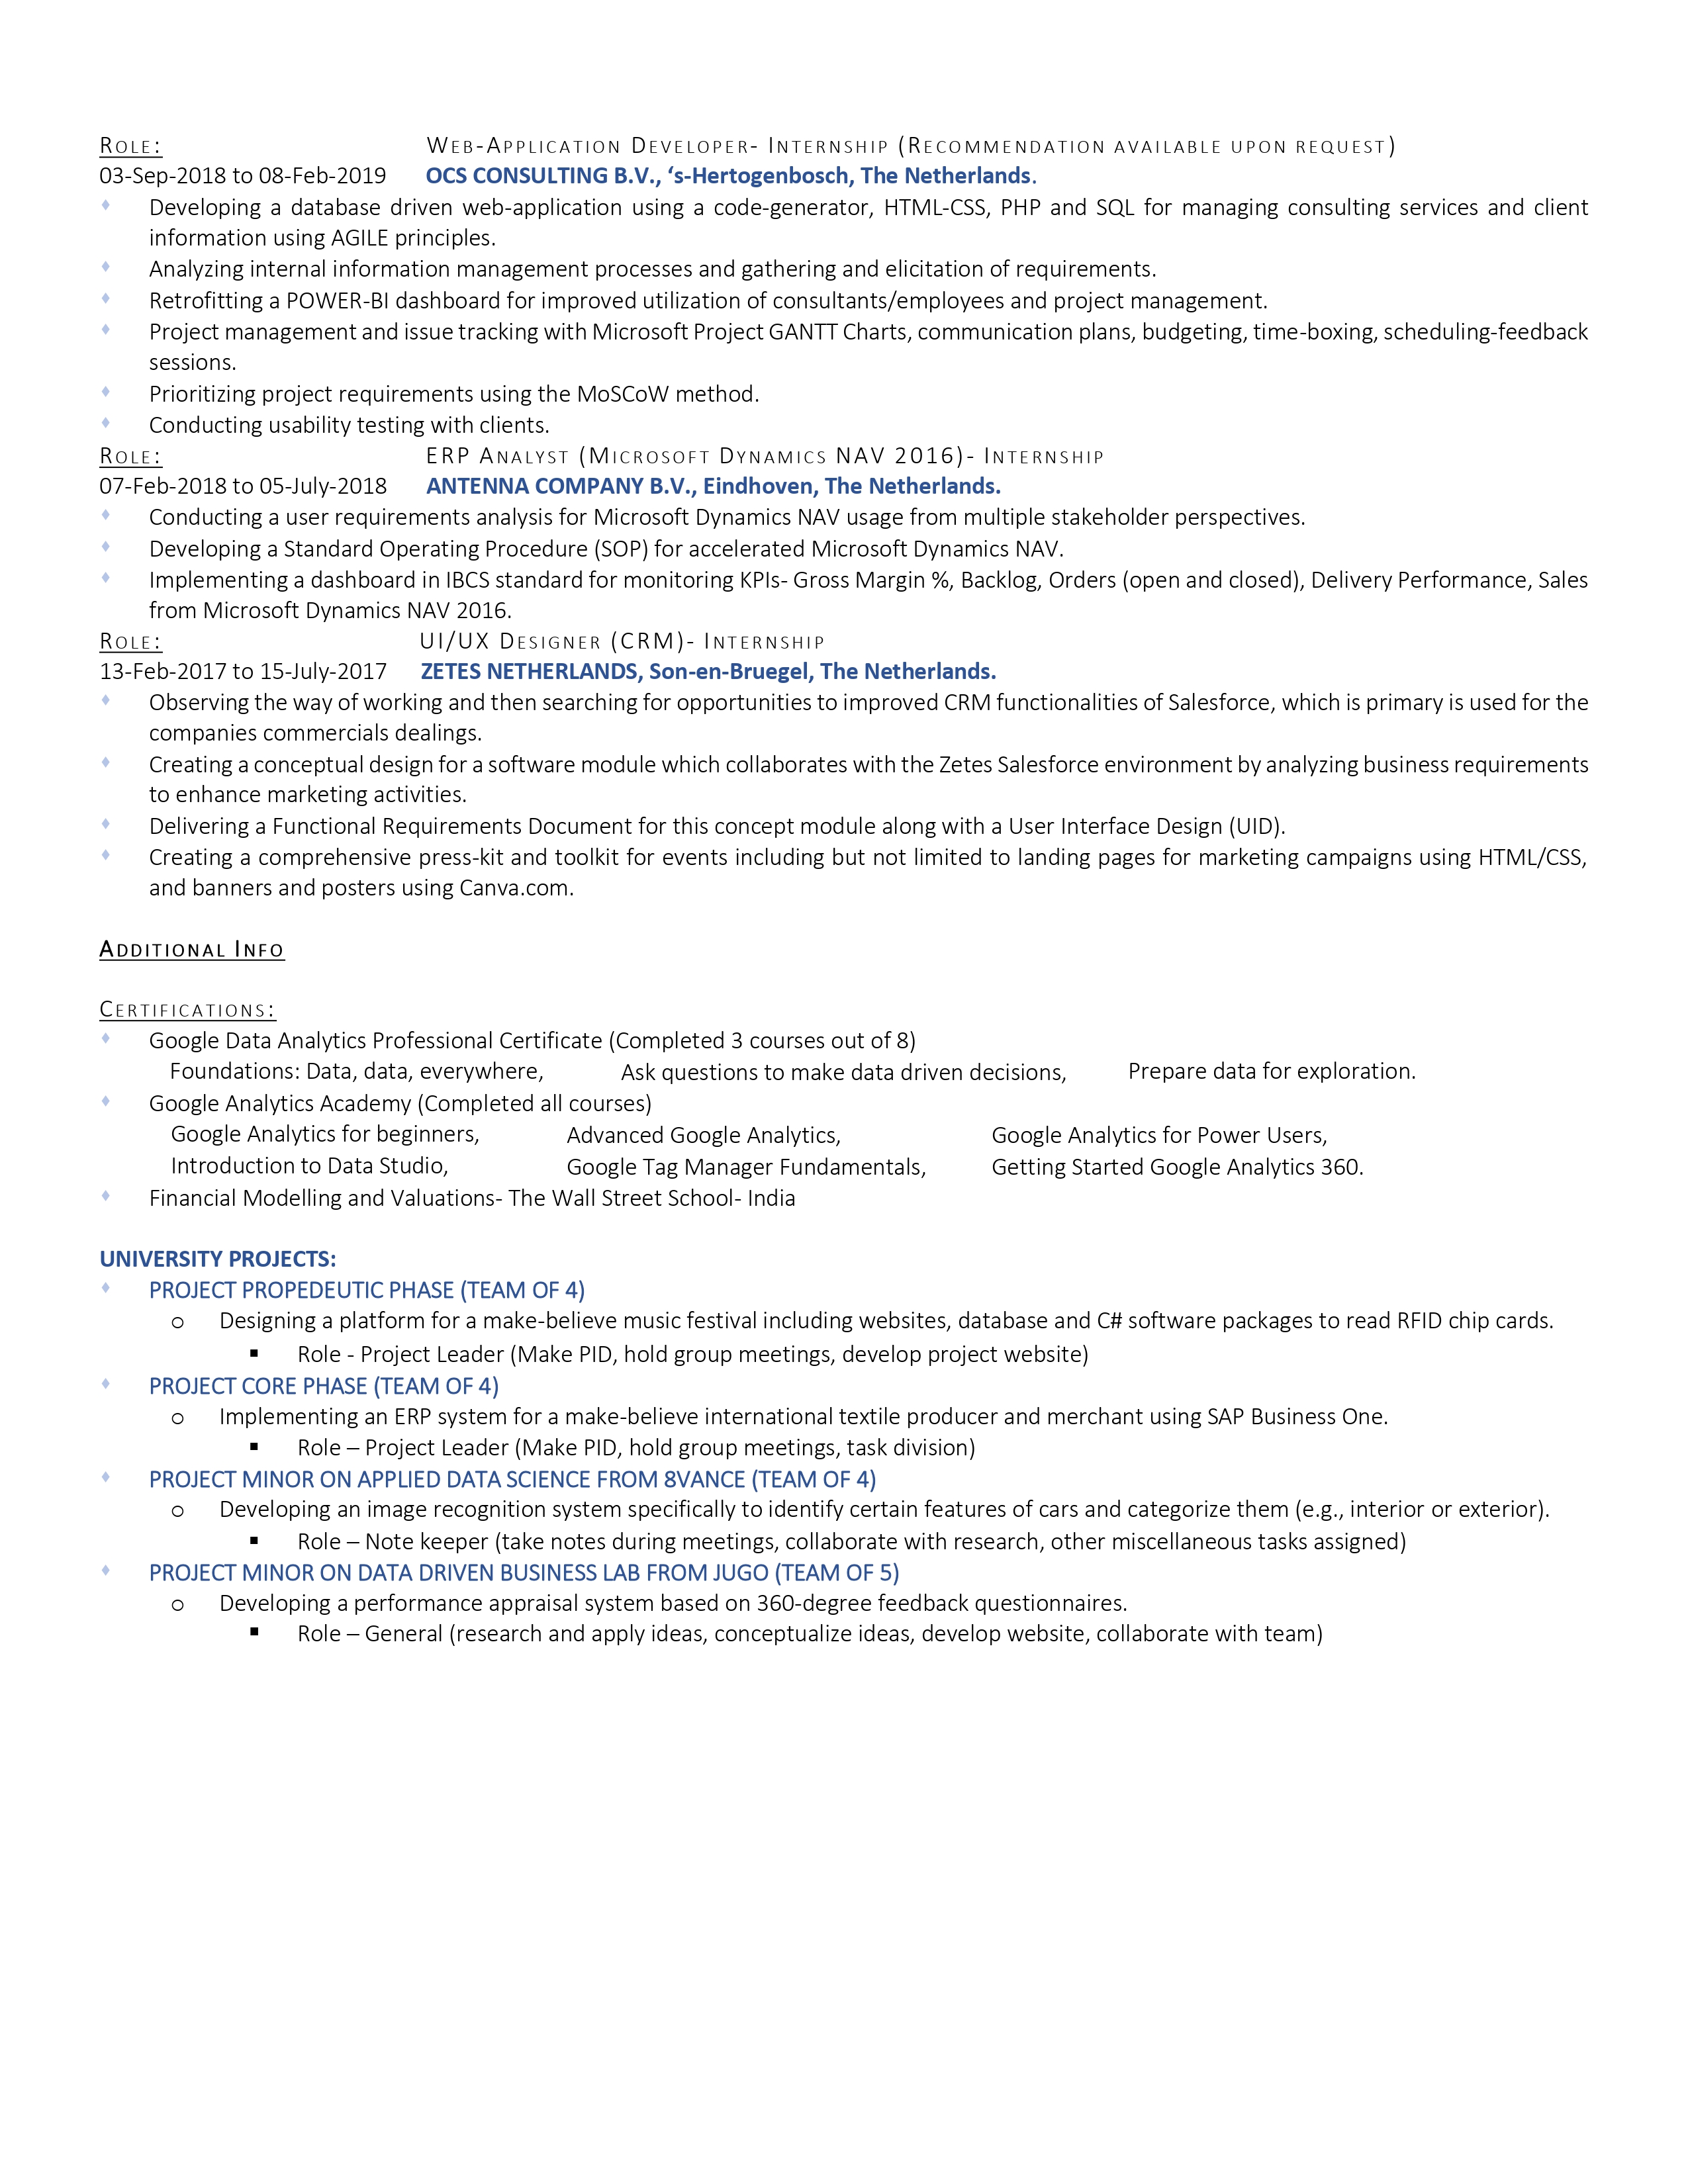 Role: Web-Application Developer- Internship (Recommendation available upon request)
03-Sep-2018 to 08-Feb-2019 OCS CONSULTING B.V., ‘s-Hertogenbosch, The Netherlands.
Developing a database driven web-application using a code-generator, HTML-CSS, PHP and SQL for managing consulting services and client
information using AGILE principles.
Analyzing internal information management processes and gathering and elicitation of requirements.
Retrofitting a POWER-BI dashboard for improved utilization of consultants/employees and project management.
Project management and issue tracking with Microsoft Project GANTT Charts, communication plans, budgeting, time-boxing, scheduling-feedback
sessions.
Prioritizing project requirements using the MoSCoW method.
Conducting usability testing with clients.
Role: ERP Analyst (Microsoft Dynamics NAV 2016)- Internship
07-Feb-2018 to 05-July-2018 ANTENNA COMPANY B.V., Eindhoven, The Netherlands.
Conducting a user requirements analysis for Microsoft Dynamics NAV usage from multiple stakeholder perspectives.
Developing a Standard Operating Procedure (SOP) for accelerated Microsoft Dynamics NAV.
Implementing a dashboard in IBCS standard for monitoring KPIs- Gross Margin %, Backlog, Orders (open and closed), Delivery Performance, Sales
from Microsoft Dynamics NAV 2016.
Role: UI/UX Designer (CRM)- Internship
13-Feb-2017 to 15-July-2017 ZETES NETHERLANDS, Son-en-Bruegel, The Netherlands.
Observing the way of working and then searching for opportunities to improved CRM functionalities of Salesforce, which is primary is used for the
companies commercials dealings.
Creating a conceptual design for a software module which collaborates with the Zetes Salesforce environment by analyzing business requirements
to enhance marketing activities.
Delivering a Functional Requirements Document for this concept module along with a User Interface Design (UID).
Creating a comprehensive press-kit and toolkit for events including but not limited to landing pages for marketing campaigns using HTML/CSS,
and banners and posters using Canva.com.
Additional Info
Certifications:
Google Data Analytics Professional Certificate (Completed 3 courses out of 8)
Foundations: Data, data, everywhere, Ask questions to make data driven decisions, Prepare data for exploration.
Google Analytics Academy (Completed all courses)
Google Analytics for beginners, Advanced Google Analytics, Google Analytics for Power Users,
Introduction to Data Studio, Google Tag Manager Fundamentals, Getting Started Google Analytics 360.
Financial Modelling and Valuations- The Wall Street School- India
UNIVERSITY PROJECTS:
PROJECT PROPEDEUTIC PHASE (TEAM OF 4)
o Designing a platform for a make-believe music festival including websites, database and C# software packages to read RFID chip cards.
▪ Role - Project Leader (Make PID, hold group meetings, develop project website)
PROJECT CORE PHASE (TEAM OF 4)
o Implementing an ERP system for a make-believe international textile producer and merchant using SAP Business One.
▪ Role – Project Leader (Make PID, hold group meetings, task division)
PROJECT MINOR ON APPLIED DATA SCIENCE FROM 8VANCE (TEAM OF 4)
o Developing an image recognition system specifically to identify certain features of cars and categorize them (e.g., interior or exterior).
▪ Role – Note keeper (take notes during meetings, collaborate with research, other miscellaneous tasks assigned)
PROJECT MINOR ON DATA DRIVEN BUSINESS LAB FROM JUGO (TEAM OF 5)
o Developing a performance appraisal system based on 360-degree feedback questionnaires.
▪ Role – General (research and apply ideas, conceptualize ideas, develop website, collaborate with team)